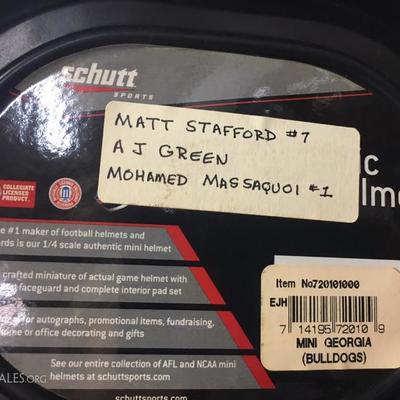 schutt
SPORTS
MATT STAFFORD #7
A J GREEN
MOHAMED MASSAQUOI #1
COLLEGIATE
LICENSED
PRODUCT
#1 maker of football helmets and
is our 1/4 scale authentic mini helmet
crafted miniature of actual game helmet with
faceguard and complete interior pad set
for autographs, promotional items, fundraising,
or office decorating and gifts
See our entire collection of AFL and NCAA mini
helmets at schuttsports.com
schuttsports.com
Item No720101000
EJH
7 14195 72010 9
MINI GEORGIA
(BULLDOGS)
ALES.ORG